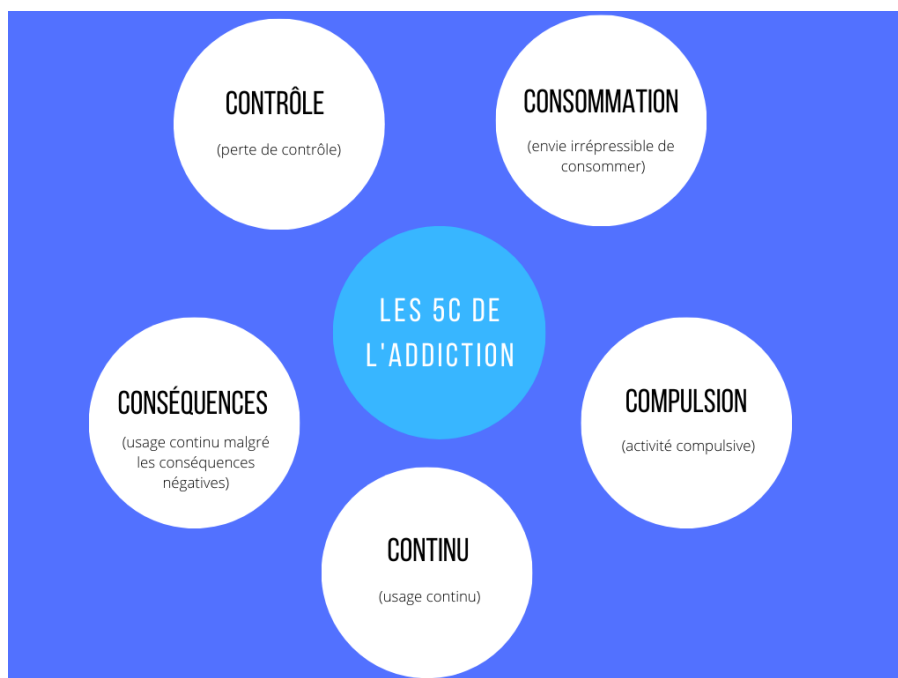 CONTRÔLE
(perte de contrôle)
CONSOMMATION
(envie irrépressible de
consommer)
LES 5C DE
L'ADDICTION
CONSÉQUENCES
(usage continu malgré
les conséquences
négatives)
COMPULSION
(activité compulsive)
CONTINU
(usage continu)